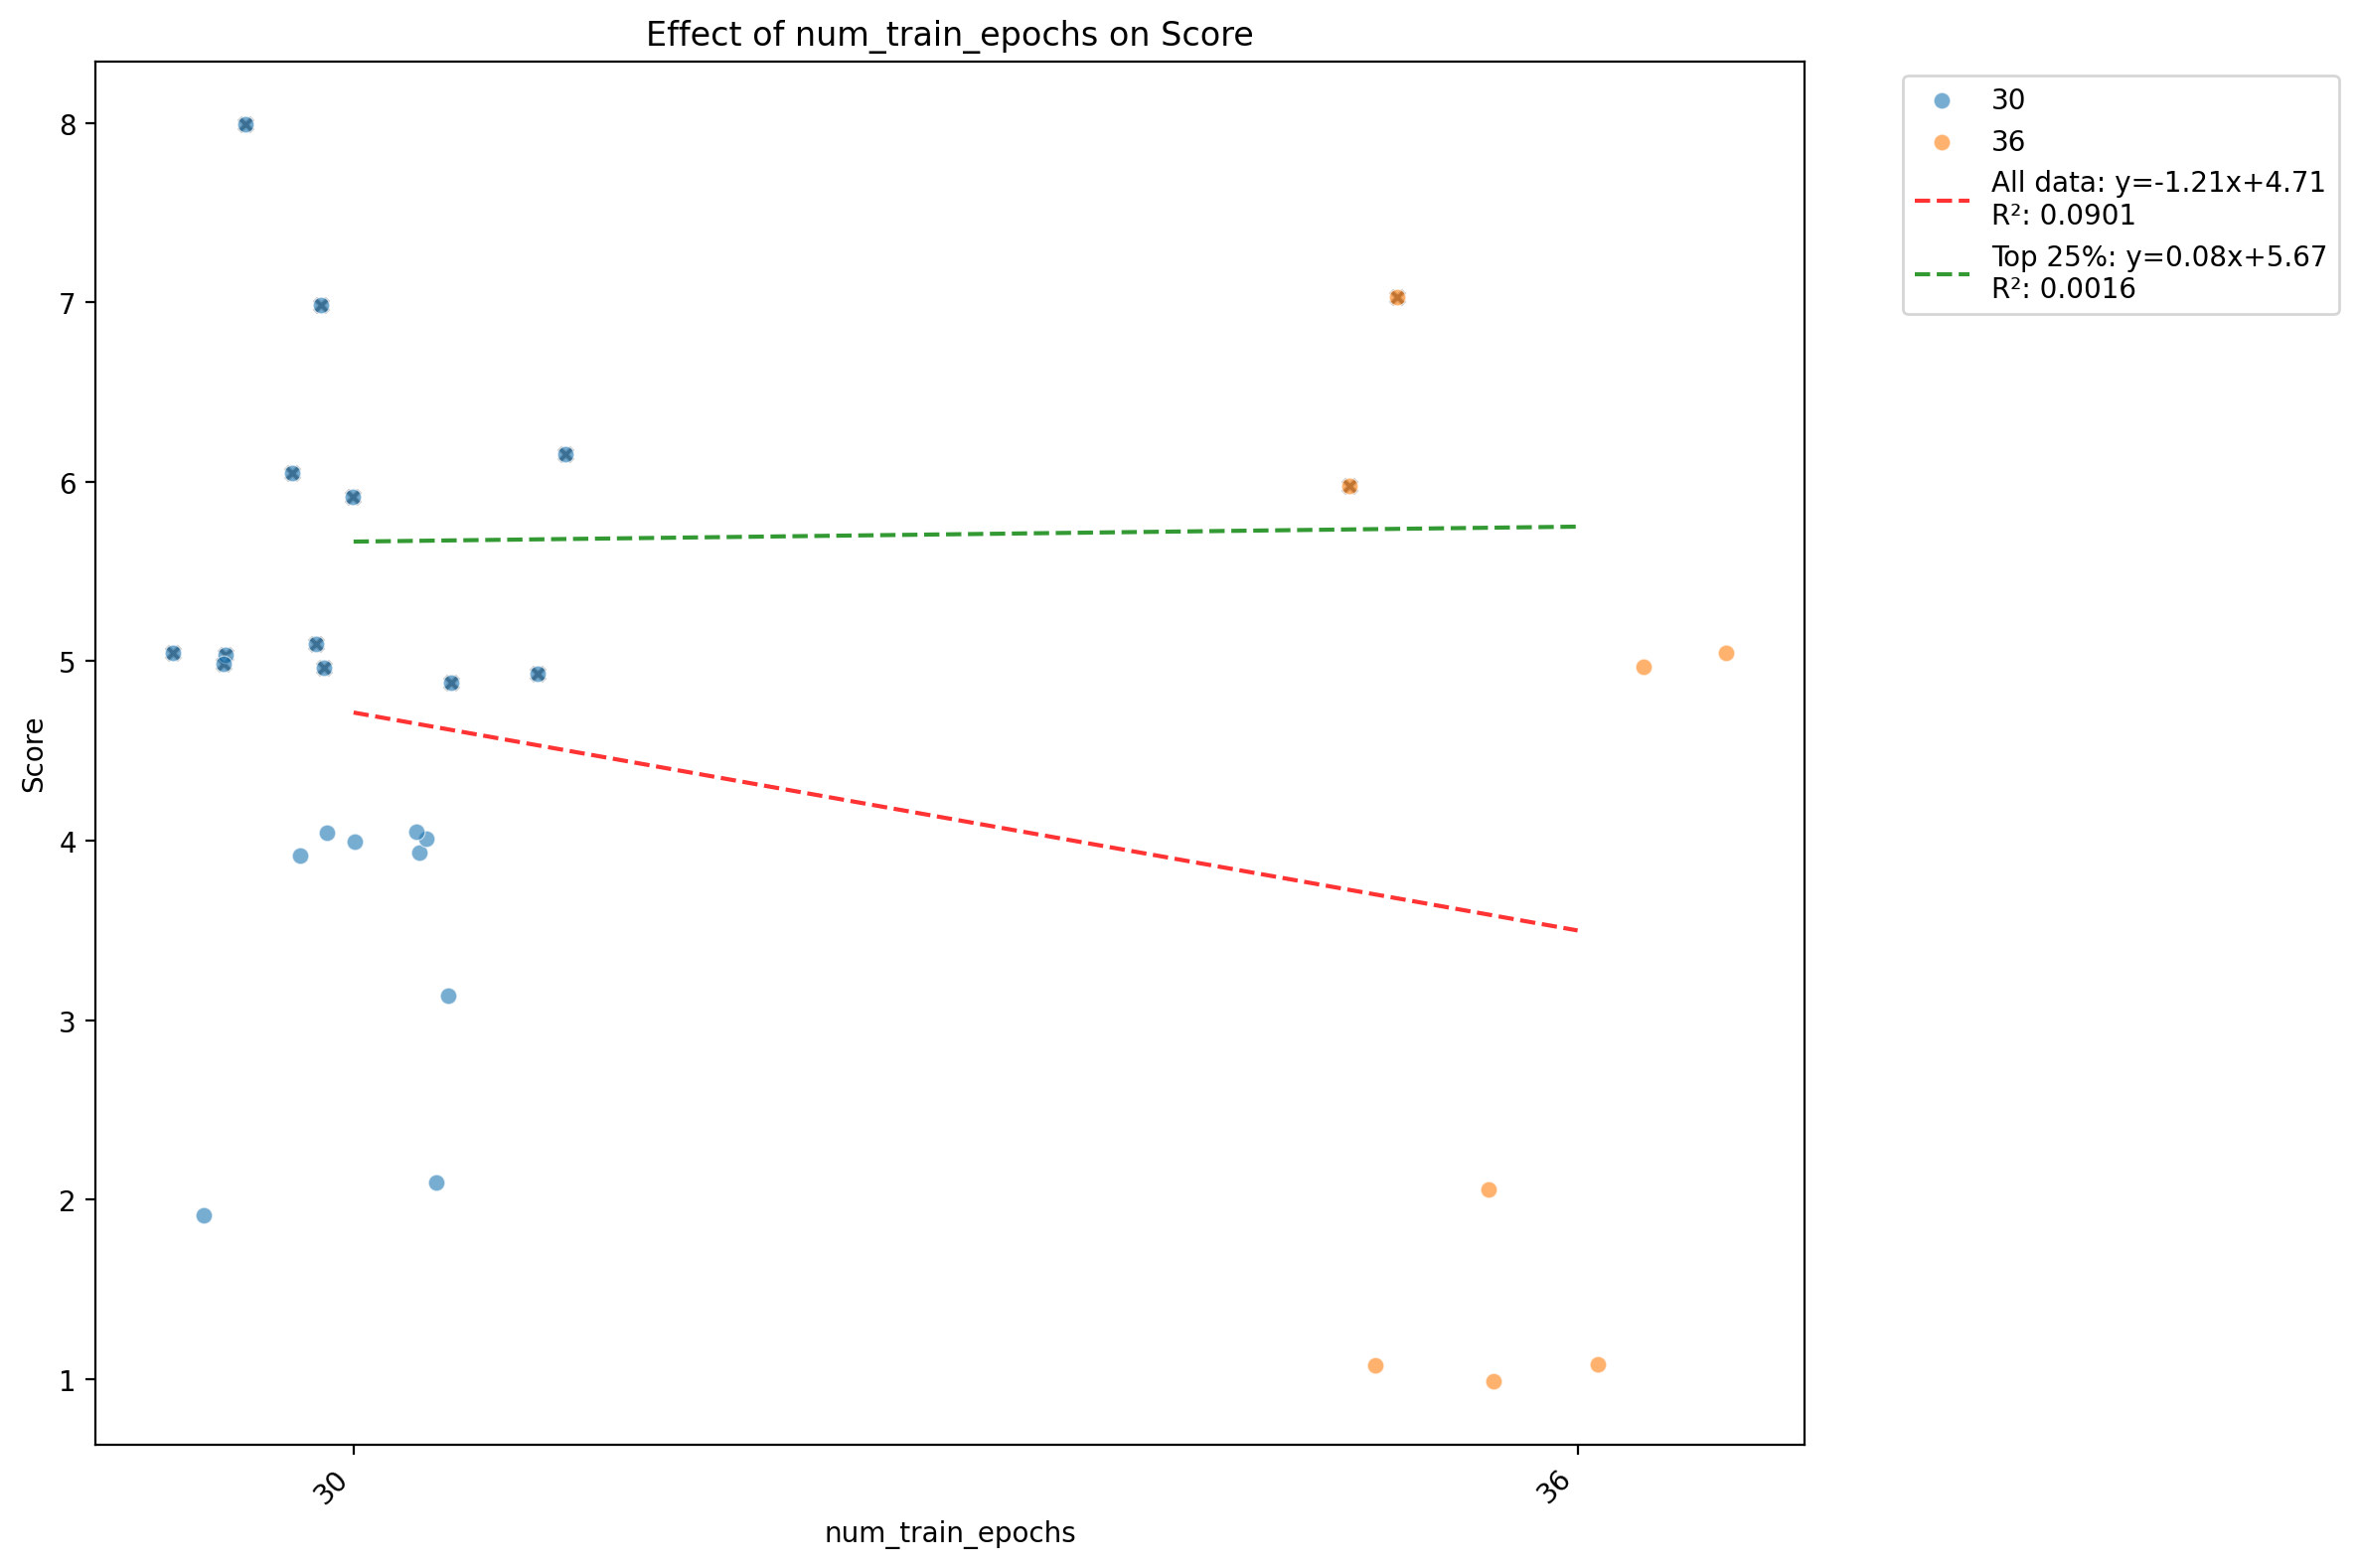 Effect of num_train_epochs on Score
8
7
6
5
4
3
2
1
Score
30
36
num_train_epochs
30
36
All data: y=-1.21x+4.71
R²: 0.0901
Top 25%: y=0.08x+5.67
R²: 0.0016